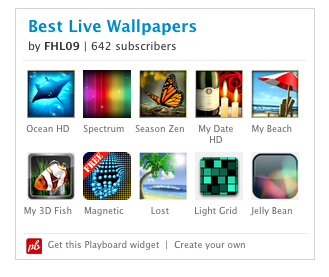 Best Live Wallpapers
by FHL09 | 642 subscribers
Ocean HD
Spectrum
Season Zen
My Date
HD
My Beach
FREE
My 3D Fish
Magnetic
Lost
Light Grid
Jelly Bean
pb
Get this Playboard widget | Create your own